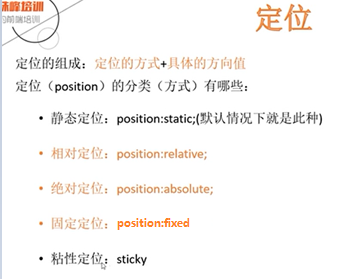 珠峰培训
前端培训
定位
定位的组成：定位的方式+具体的方向值
定位（position）的分类（方式）有哪些：
• 静态定位：position:static;(默认情况下就是此种)
• 相对定位：position:relative;
• 绝对定位：position:absolute;
• 固定定位：position:fixed
• 粘性定位：sticky